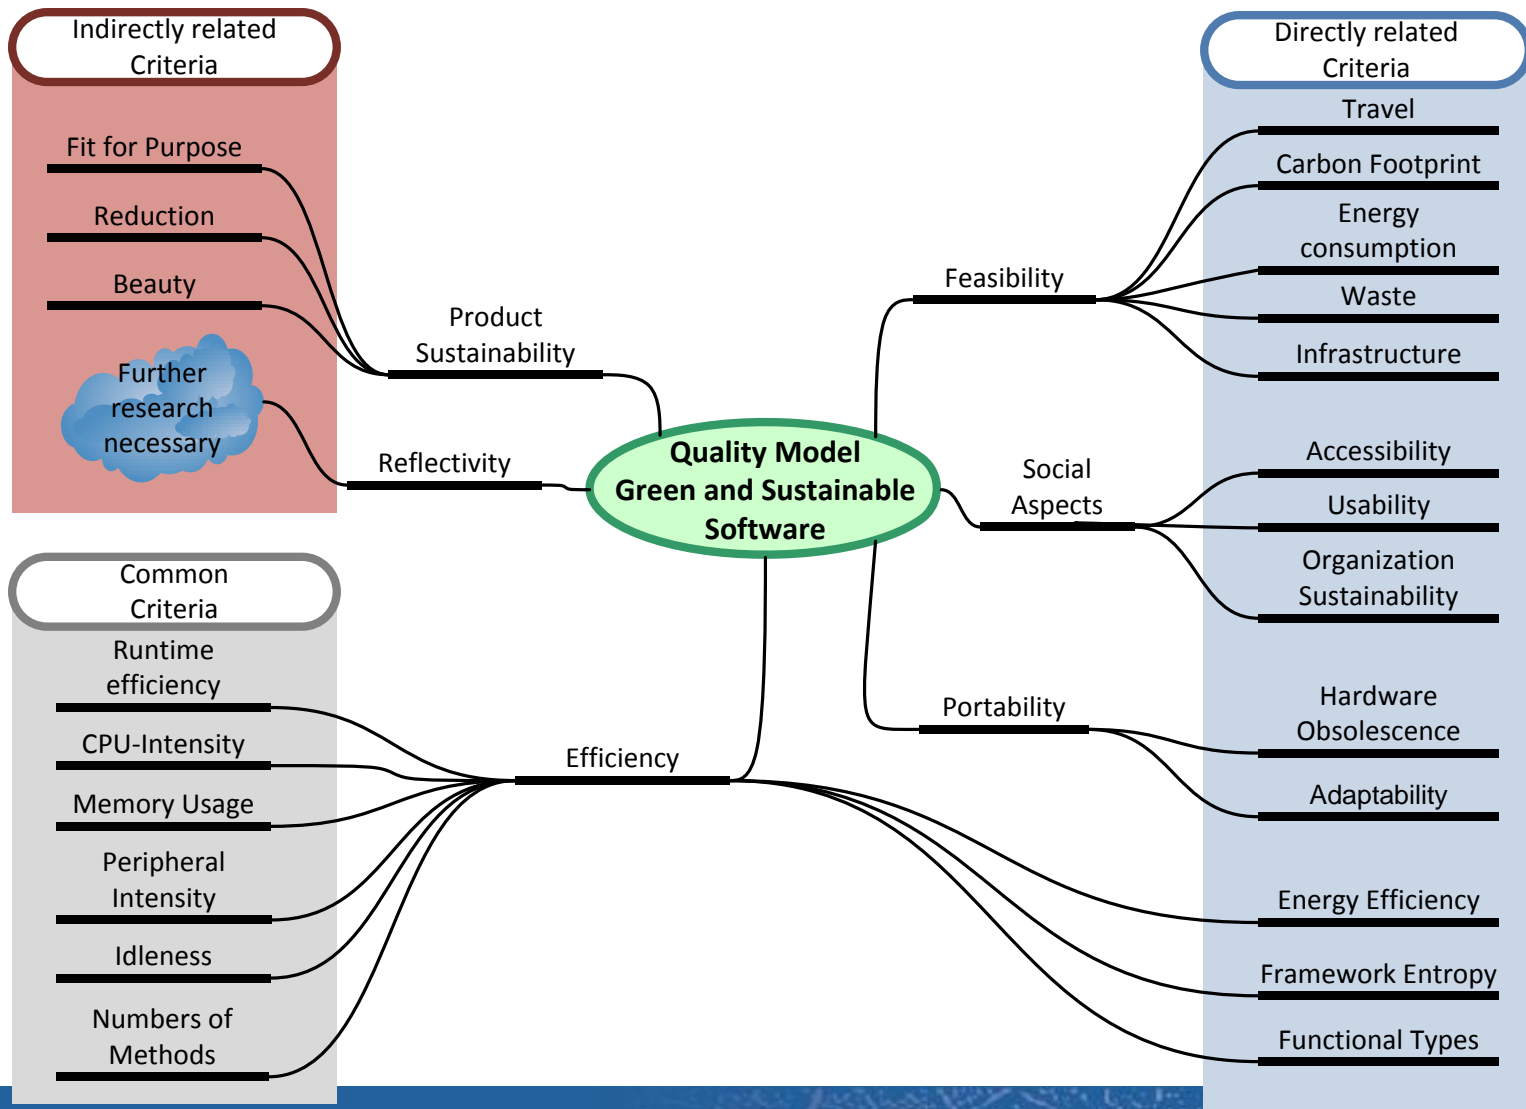 Indirectly related
Criteria
Fit for Purpose
Reduction
Beauty
Further
research
necessary
Product
Sustainability
Reflectivity
Quality Model
Green and Sustainable
Software
Common
Criteria
Runtime
efficiency
CPU-Intensity
Memory Usage
Peripheral
Intensity
Idleness
Numbers of
Methods
Efficiency
Feasibility
Social
Aspects
Portability
Directly related
Criteria
Travel
Carbon Footprint
Energy
consumption
Waste
Infrastructure
Accessibility
Usability
Organization
Sustainability
Hardware
Obsolescence
Adaptability
Energy Efficiency
Framework Entropy
Functional Types